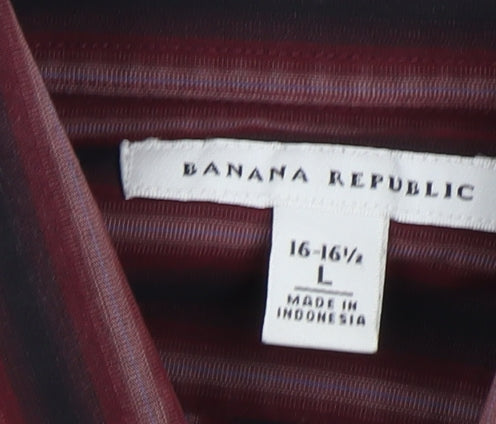 BANANA REPUBLIC
16-16½
L
MADE IN
INDONESIA